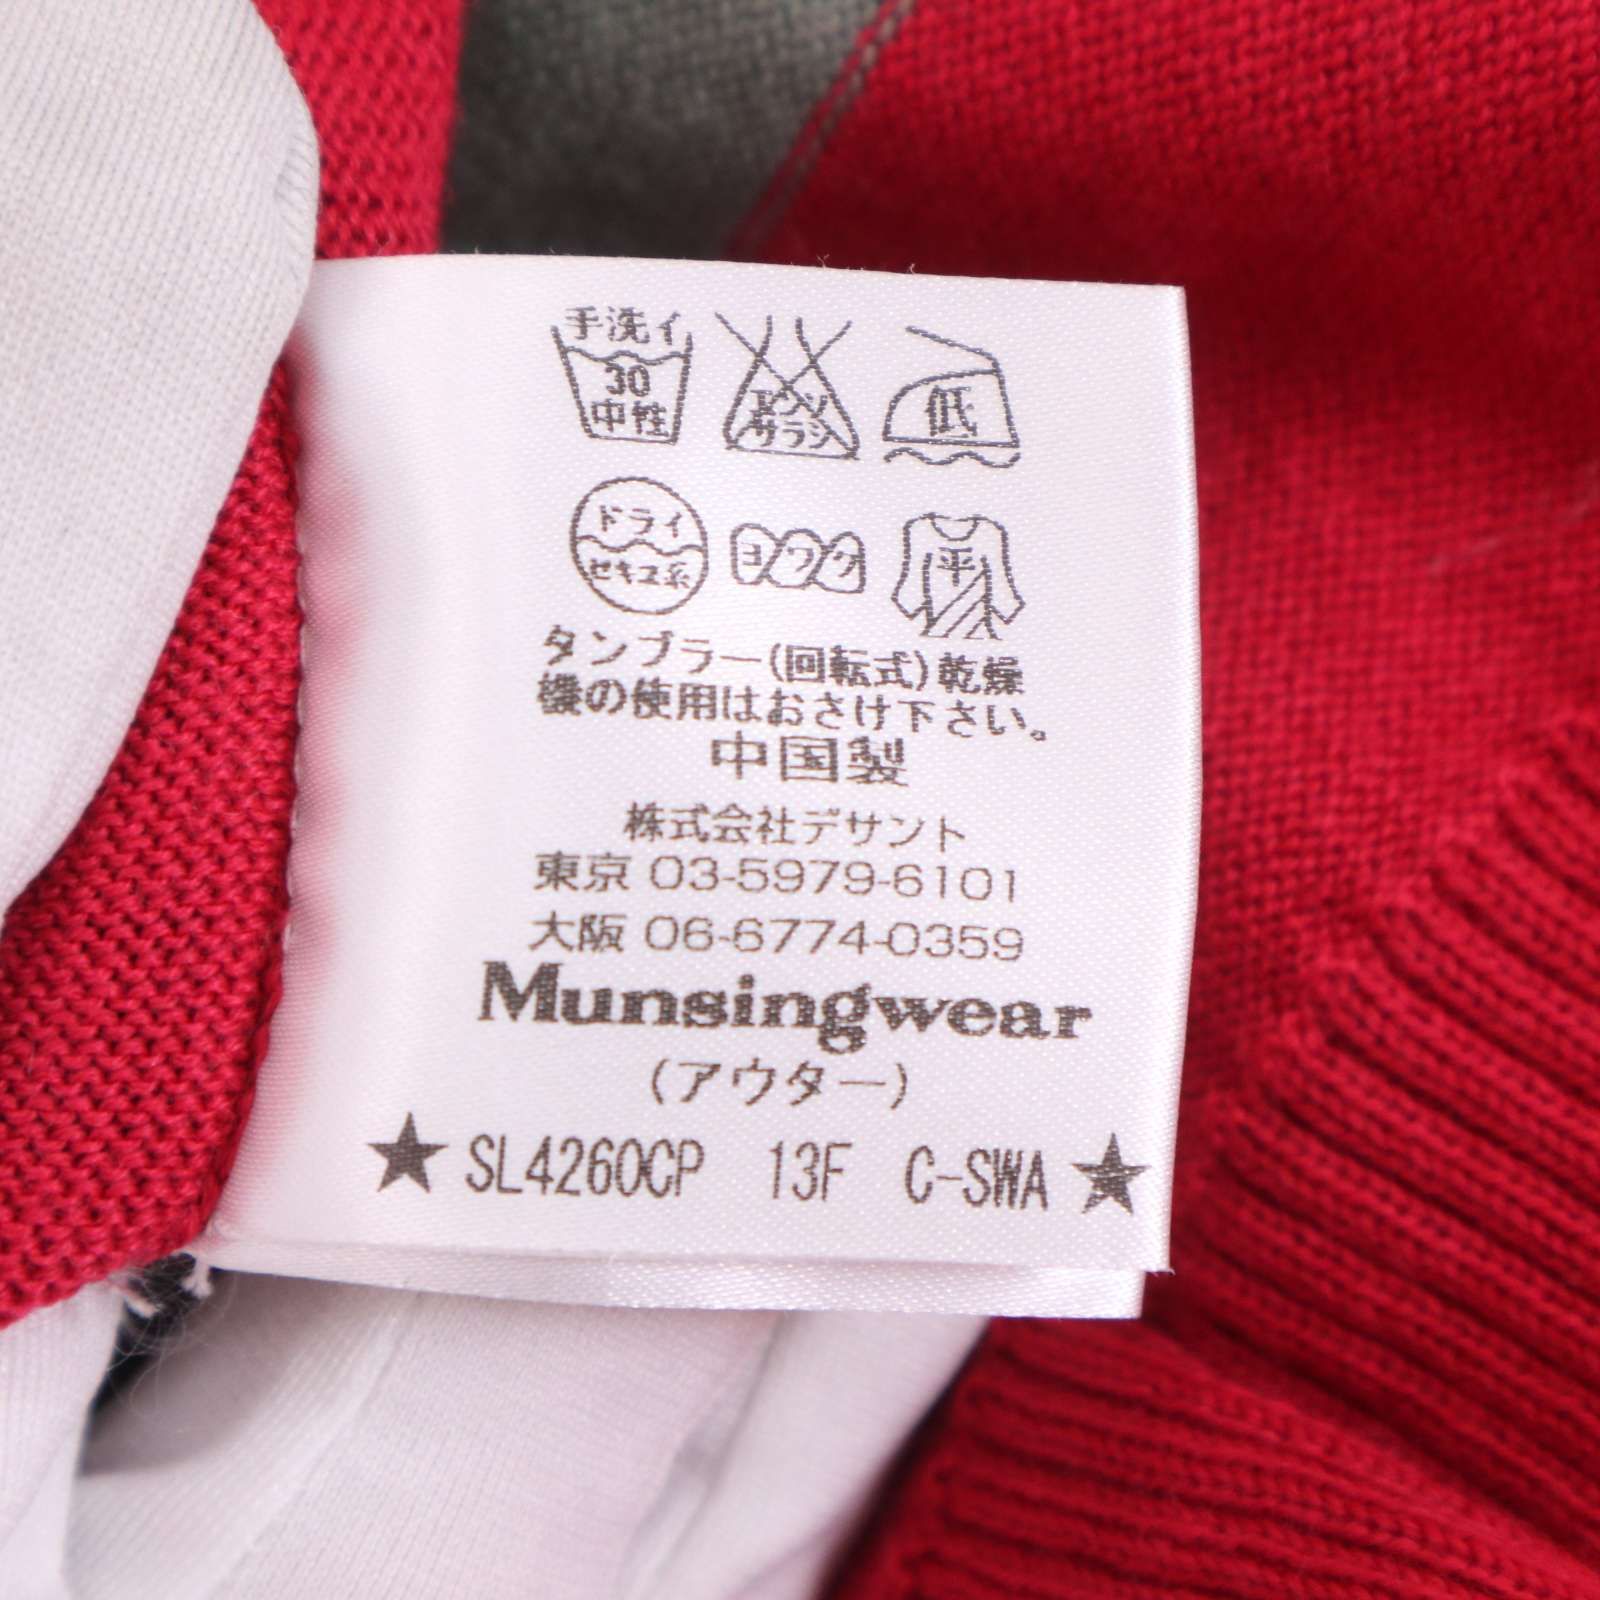 手洗イ
30
中性
エンソ
サラシ
低
ドライ
セキユ系
ヨワク
平
タンブラー(回転式)乾燥
機の使用はおさけ下さい。
中国製
株式会社デサント
東京 03-5979-6101
大阪 06-6774-0359
Munsingwear
(アウター)
★ SL4260CP 13F C-SWA ★